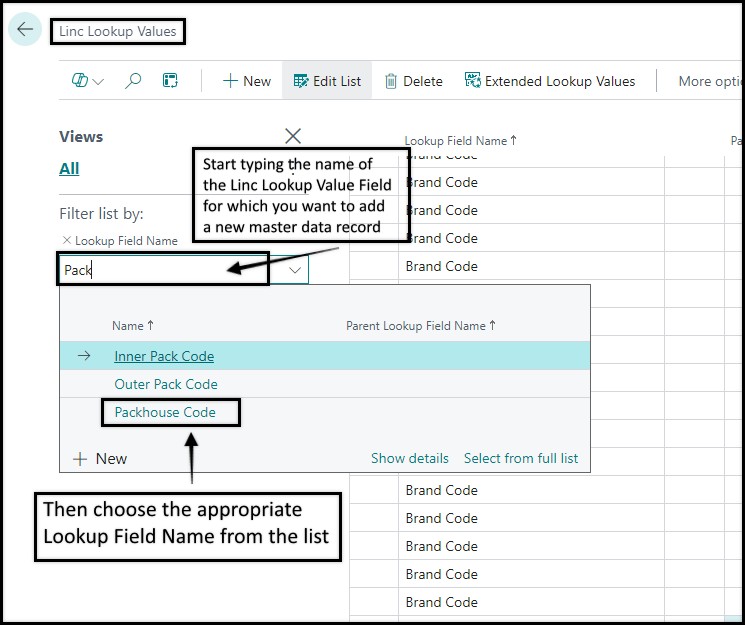 Linc Lookup Values
New
Edit List
Delete
Extended Lookup Values
More
Views
All
Filter list by:
Lookup Field Name
Pack
Start typing the name of
the Linc Lookup Value Field
for which you want to add
a new master data record
Lookup Field Name
Brand Code
Brand Code
Brand Code
Brand Code
Brand Code
Name
Parent Lookup Field Name
Inner Pack Code
Outer Pack Code
Packhouse Code
New
Show details
Select from full list
Then choose the appropriate
Lookup Field Name from the list
Brand Code
Brand Code
Brand Code
Brand Code
Brand Code